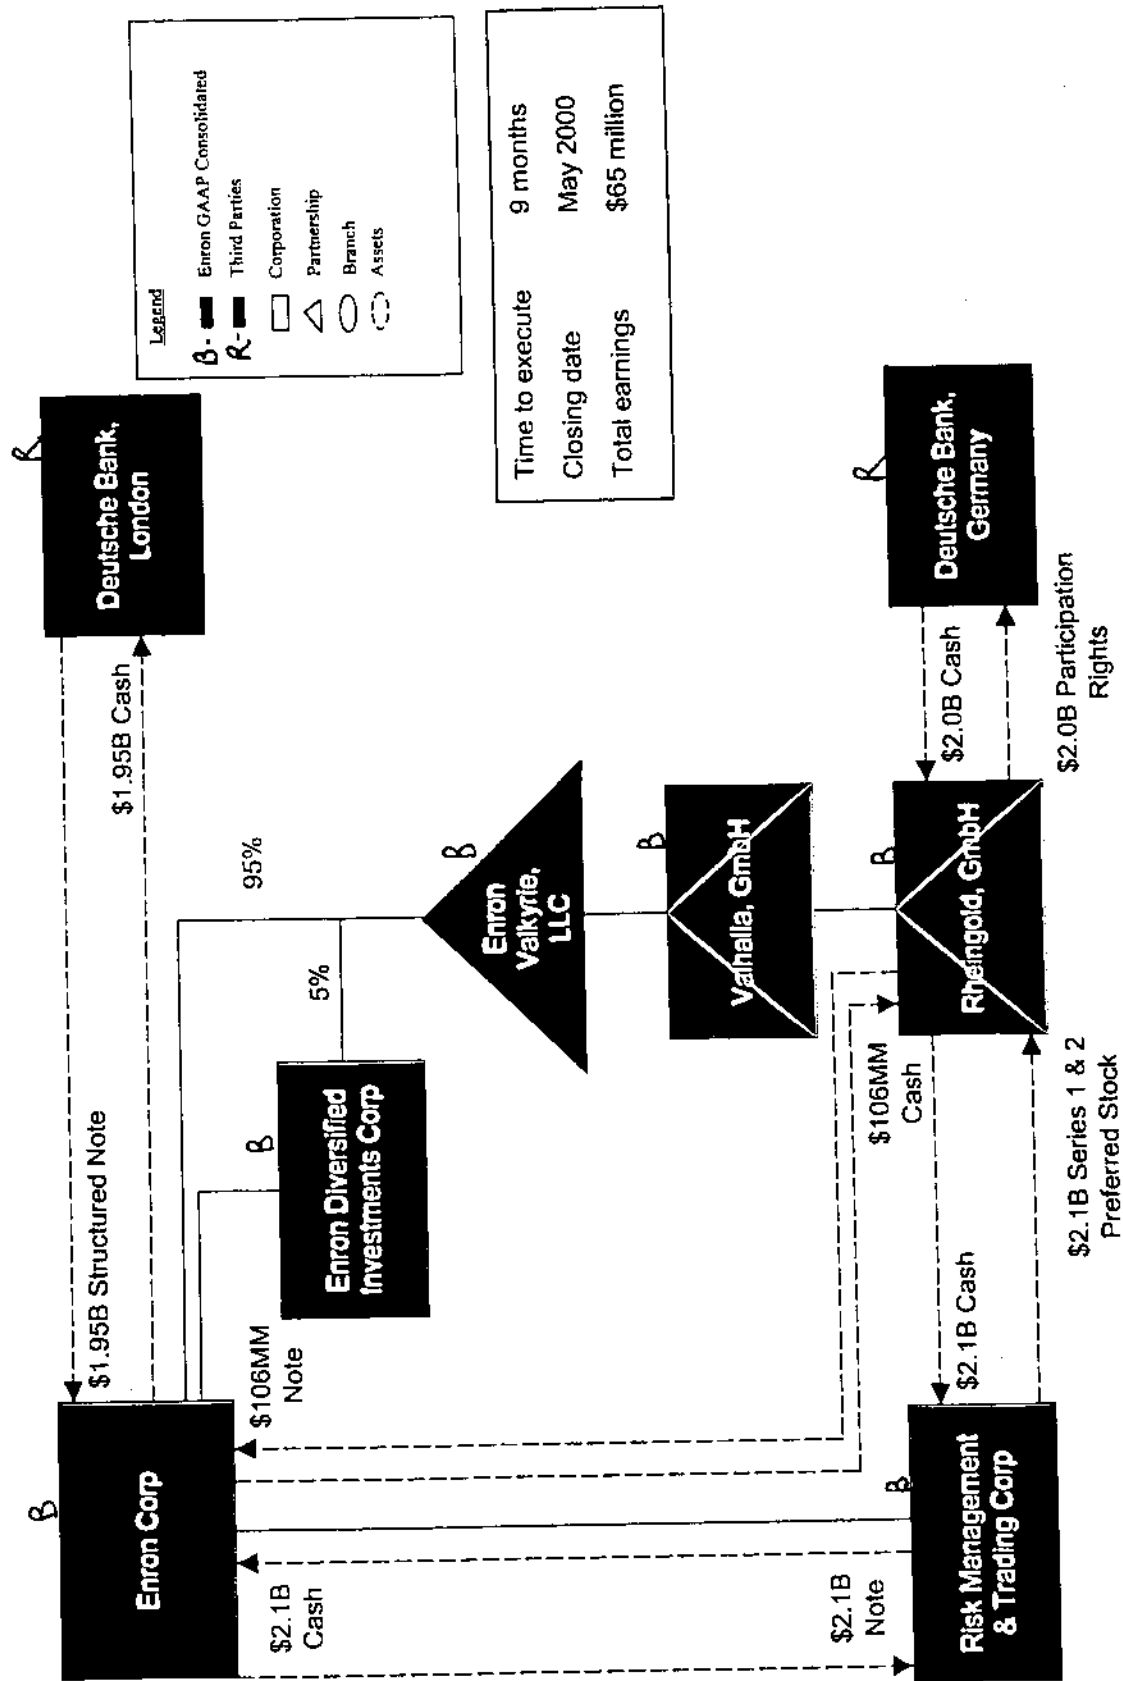 B
Enron Corp
R
Deutsche Bank,
London
$1.95B Structured Note
$1.95B Cash
95%
5%
B
Enron Diversified
Investments Corp
B
Enron
Valkyrie,
LLC
B
Valhalla, GmbH
B
Rheingold, GmbH
R
Deutsche Bank,
Germany
B
Risk Management
& Trading Corp
$2.1B
Cash
$2.1B
Note
$106MM
Note
$106MM
Cash
$2.1B Cash
$2.1B Series 1 & 2
Preferred Stock
$2.0B Cash
$2.0B Participation
Rights
Legend
B- Enron GAAP Consolidated
R- Third Parties
Corporation
Partnership
Branch
Assets
Time to execute 9 months
Closing date May 2000
Total earnings $65 million